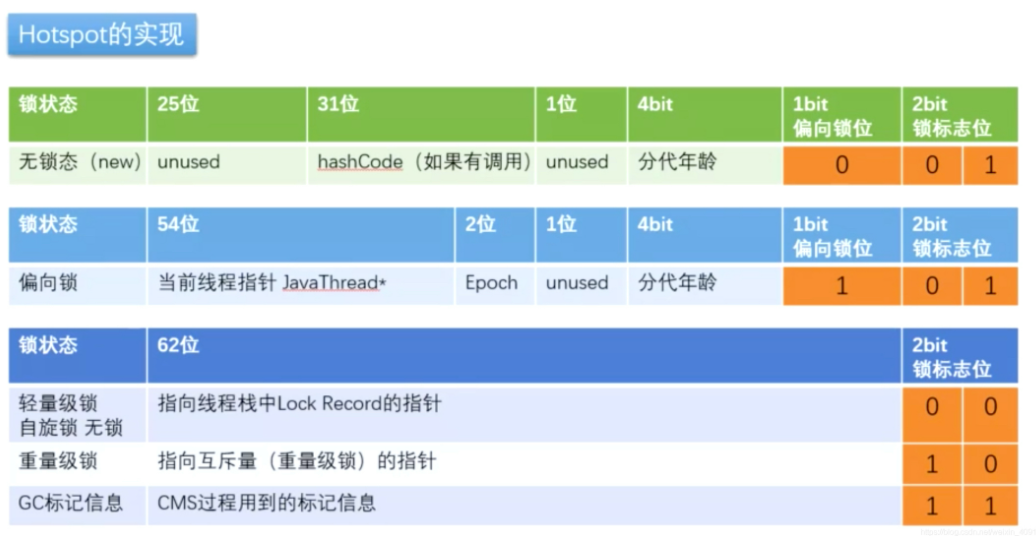 Hotspot的实现
锁状态 25位 31位 1位 4bit 1bit 2bit
偏向锁位 锁标志位
无锁态（new） unused hashCode（如果有调用） unused 分代年龄 0 0 1
锁状态 54位 2位 1位 4bit 1bit 2bit
偏向锁位 锁标志位
偏向锁 当前线程指针 JavaThread* Epoch unused 分代年龄 1 0 1
锁状态 62位 2bit
锁标志位
轻量级锁 指向线程栈中Lock Record的指针 0 0
自旋锁 无锁
重量级锁 指向互斥量（重量级锁）的指针 1 0
GC标记信息 CMS过程用到的标记信息 1 1